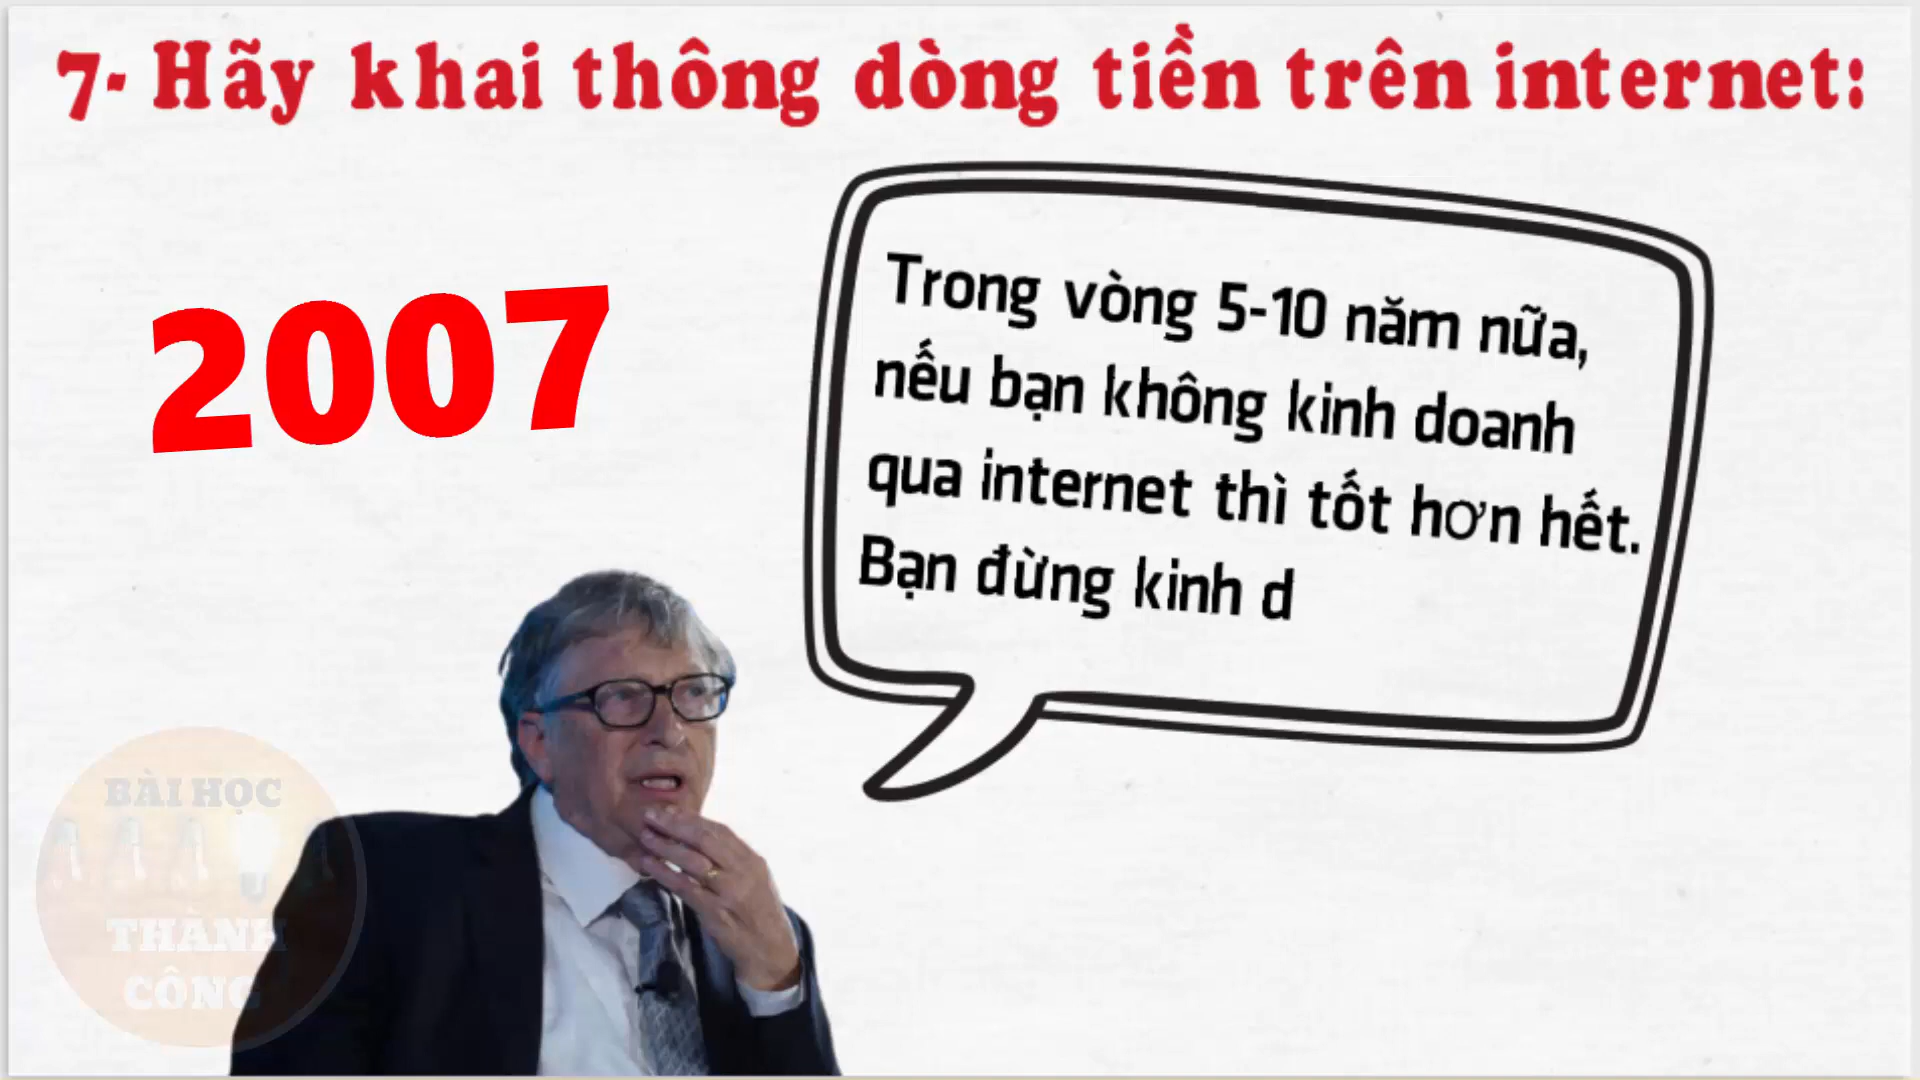 7- Hãy khai thông dòng tiền trên internet:
2007
Trong vòng 5-10 năm nữa,
nếu bạn không kinh doanh
qua internet thì tốt hơn hết.
Bạn đừng kinh d
BÀI HỌC
THÀNH
CÔNG